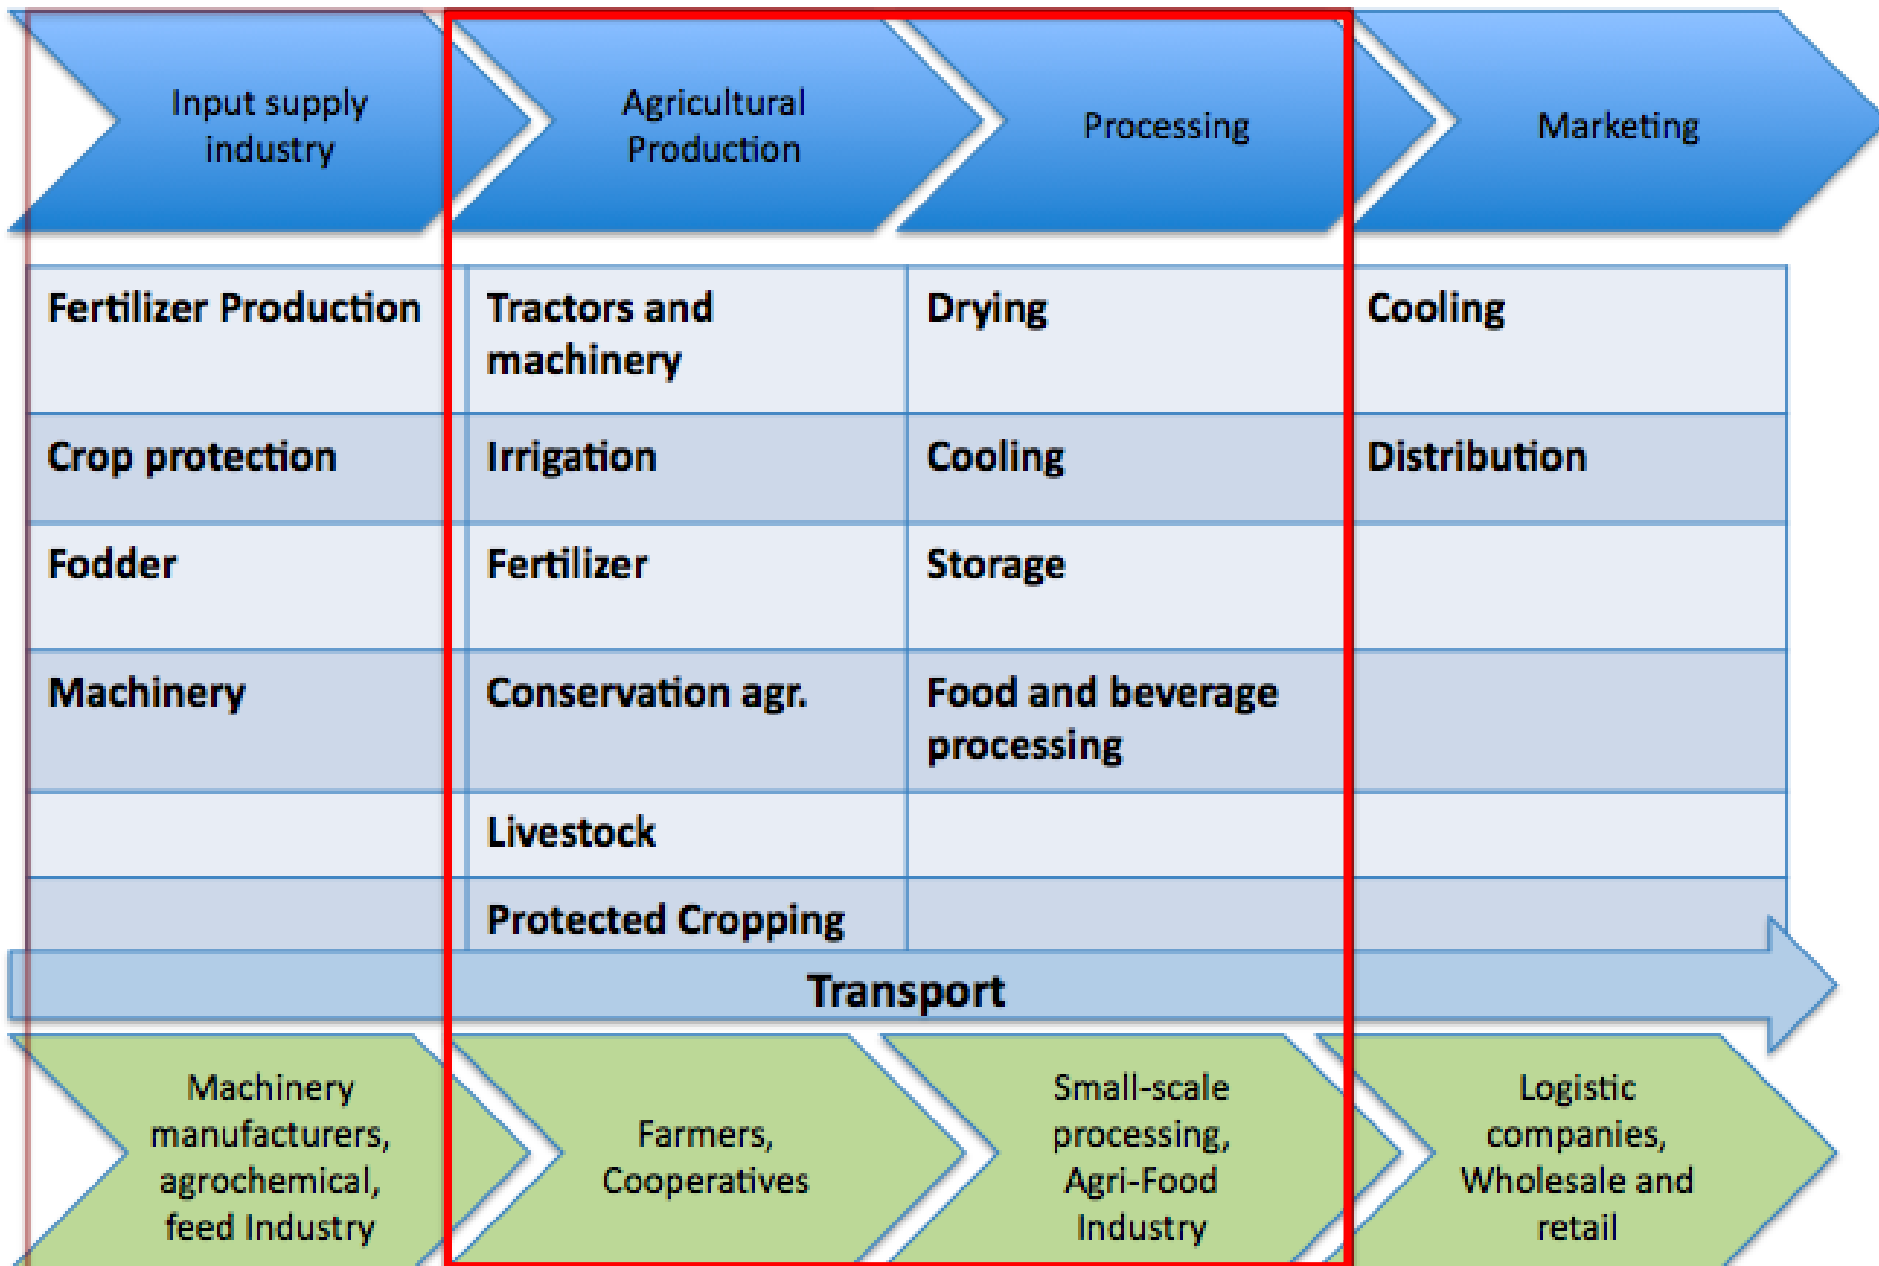 Input supply
industry
Agricultural
Production
Processing
Marketing
Fertilizer Production
Tractors and
machinery
Drying
Cooling
Crop protection
Irrigation
Cooling
Distribution
Fodder
Fertilizer
Storage
Machinery
Conservation agr.
Food and beverage
processing
Livestock
Protected Cropping
Transport
Machinery
manufacturers,
agrochemical,
feed Industry
Farmers,
Cooperatives
Small-scale
processing,
Agri-Food
Industry
Logistic
companies,
Wholesale and
retail